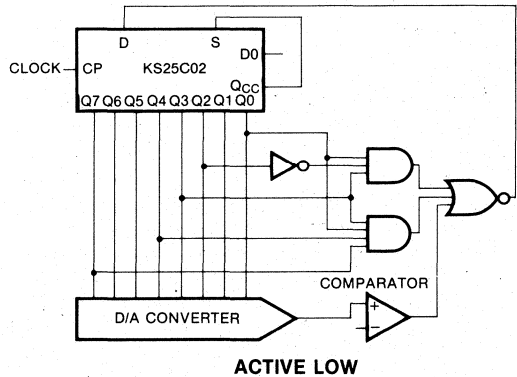 D S
D0
CLOCK CP KS25C02
QCC
Q7 Q6 Q5 Q4 Q3 Q2 Q1 Q0
COMPARATOR
D/A CONVERTER
+
−
ACTIVE LOW